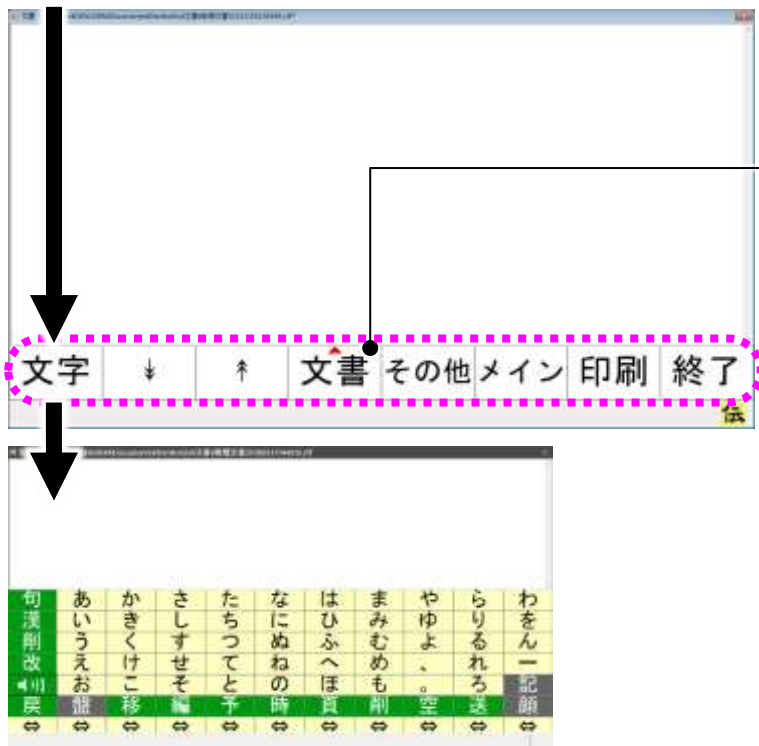 文書
文字 ↡ ↟ 文書 その他 メイン 印刷 終了
伝
句 あ か さ た な は ま や ら わ
漢 い き し ち に ひ み ゆ り を
削 う く す つ ぬ ふ む よ る ん
改 え け せ て ね へ め 、 れ ー
お こ そ と の ほ も 。 ろ 記
戻 盤 移 編 予 時 頁 削 空 送 顔
⇔ ⇔ ⇔ ⇔ ⇔ ⇔ ⇔ ⇔ ⇔ ⇔ ⇔